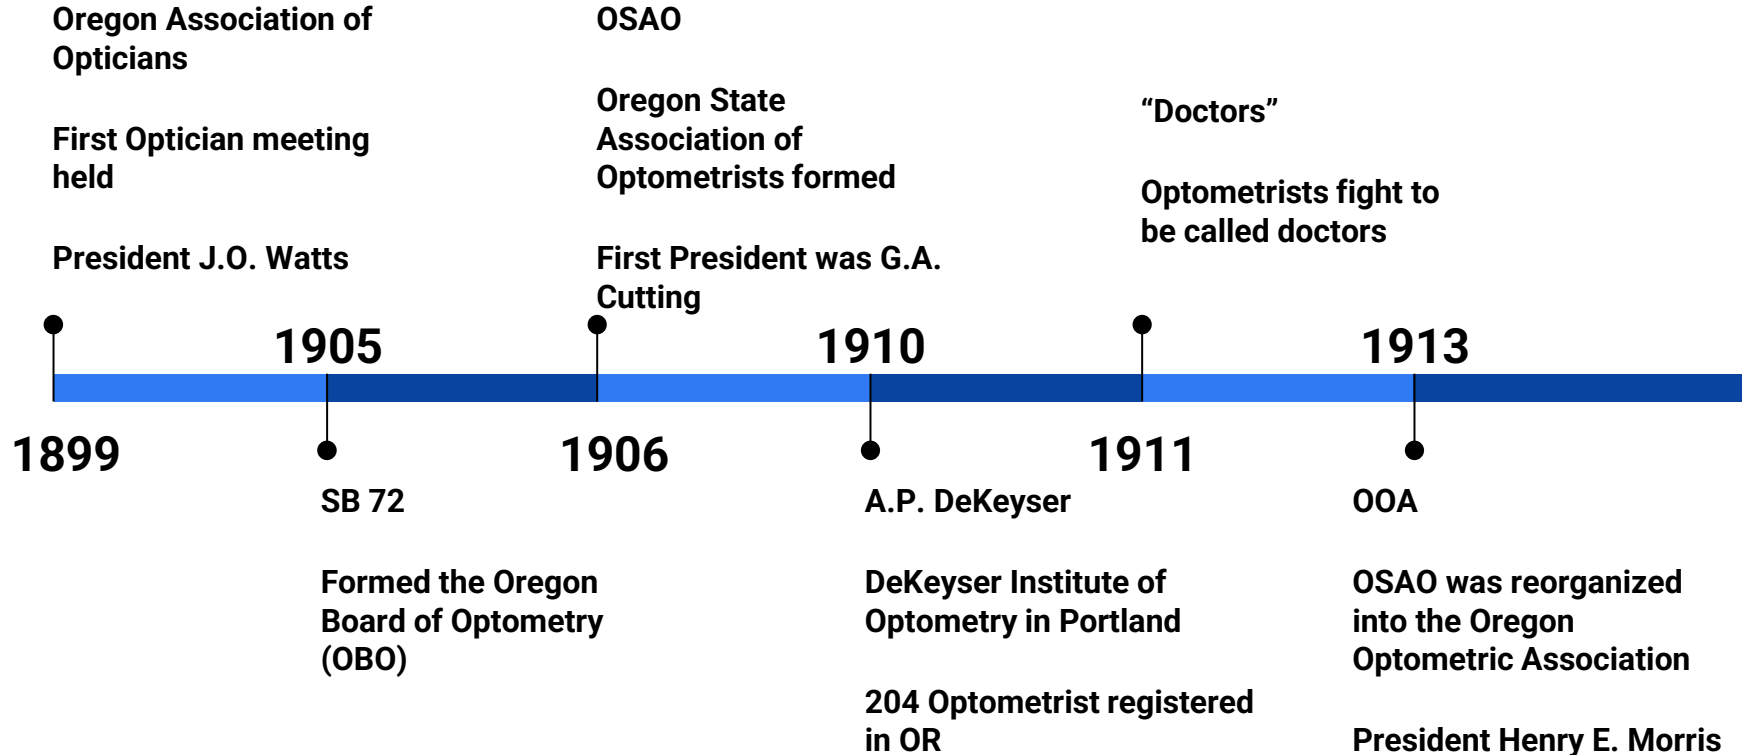 Oregon Association of
Opticians
First Optician meeting
held
President J.O. Watts
OSAO
Oregon State
Association of
Optometrists formed
First President was G.A.
Cutting
“Doctors”
Optometrists fight to
be called doctors
1905
1910
1913
1899
1906
1911
SB 72
Formed the Oregon
Board of Optometry
(OBO)
A.P. DeKeyser
DeKeyser Institute of
Optometry in Portland
204 Optometrist registered
in OR
OOA
OSAO was reorganized
into the Oregon
Optometric Association
President Henry E. Morris